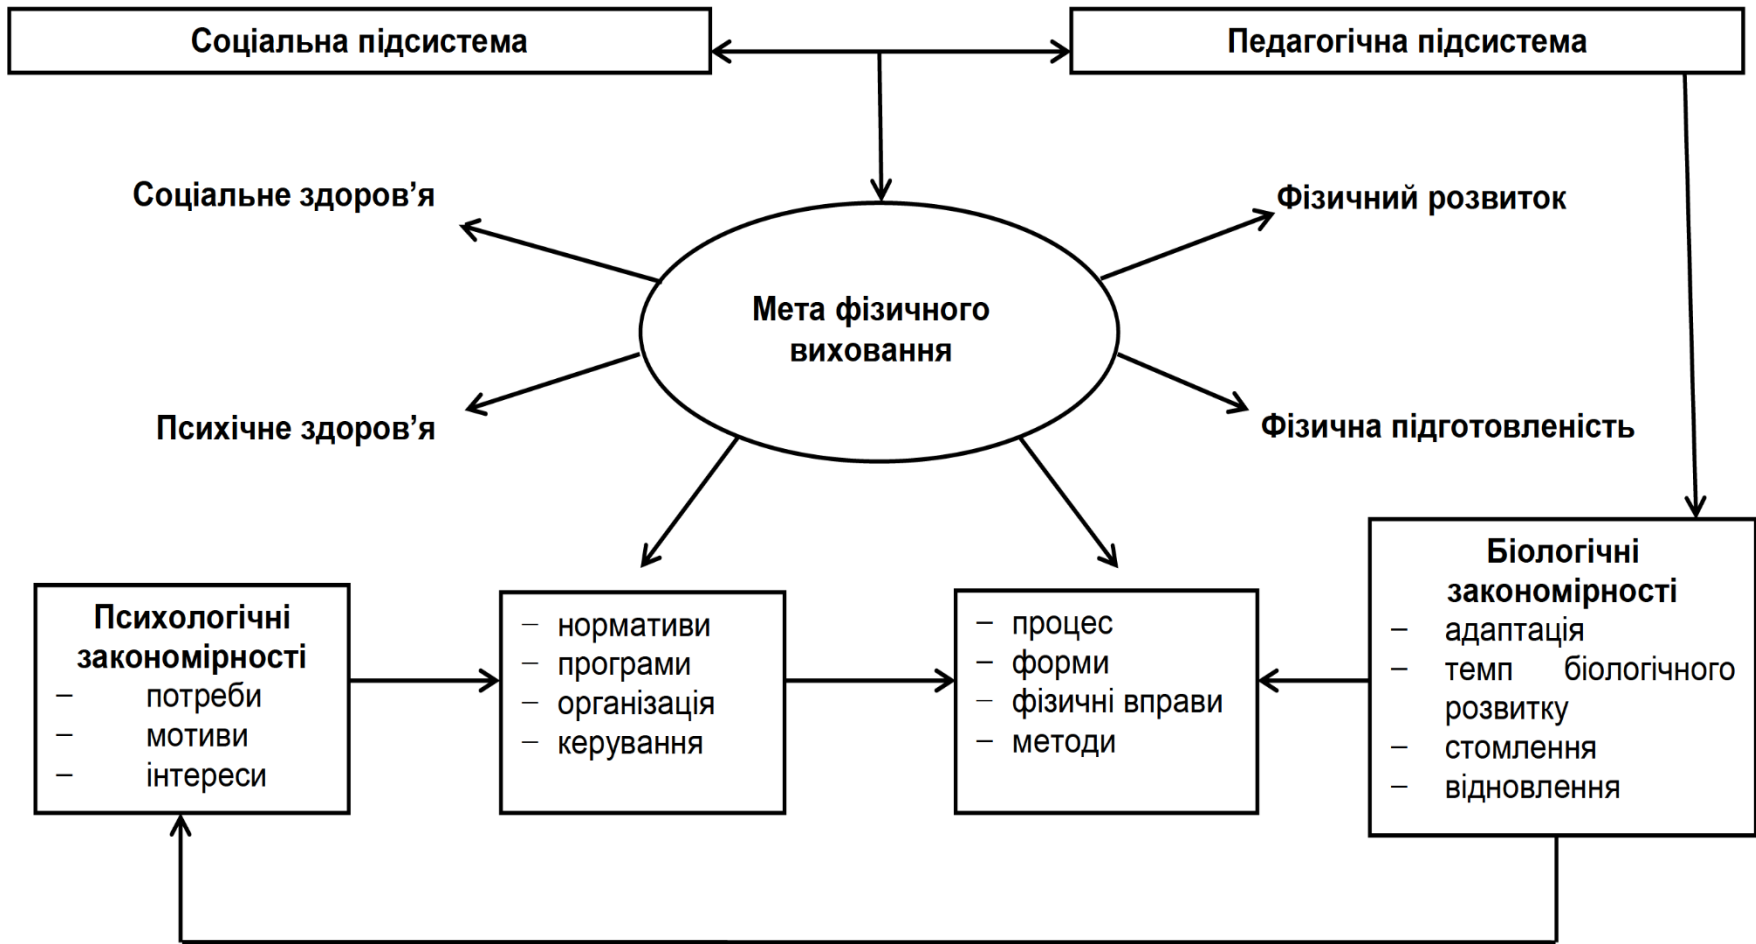 Соціальна підсистема
Педагогічна підсистема
Соціальне здоров’я
Фізичний розвиток
Мета фізичного
виховання
Психічне здоров’я
Фізична підготовленість
Психологічні
закономірності
– потреби
– мотиви
– інтереси
– нормативи
– програми
– організація
– керування
– процес
– форми
– фізичні вправи
– методи
Біологічні
закономірності
– адаптація
– темп біологічного
розвитку
– стомлення
– відновлення